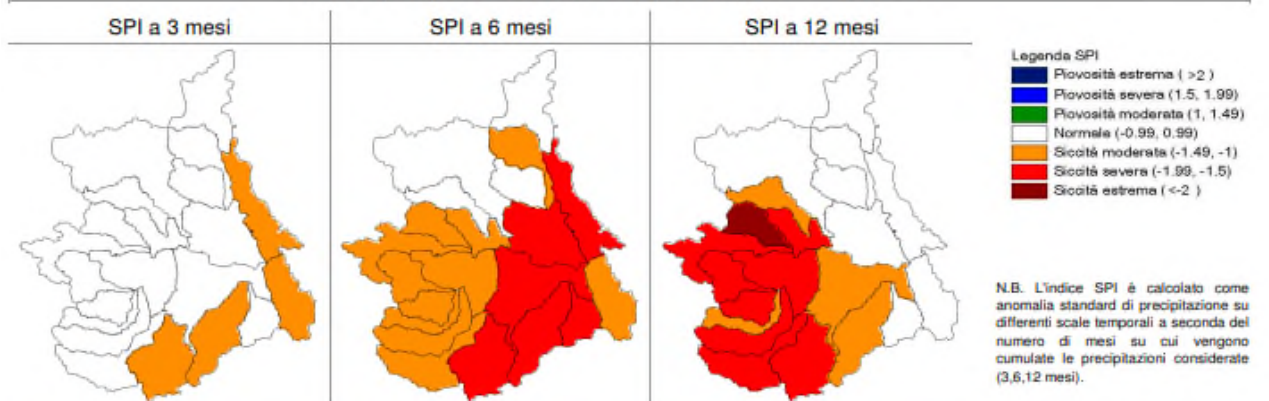 SPI a 3 mesi
SPI a 6 mesi
SPI a 12 mesi
Legenda SPI
Piovosità estrema ( >2 )
Piovosità severa (1.5, 1.99)
Piovosità moderata (1, 1.49)
Normale (-0.99, 0.99)
Siccità moderata (-1.49, -1)
Siccità severa (-1.99, -1.5)
Siccità estrema (<-2 )
N.B. L'indice SPI è calcolato come
anomalia standard di precipitazione su
differenti scale temporali a seconda del
numero di mesi su cui vengono
cumulate le precipitazioni considerate
(3,6,12 mesi).